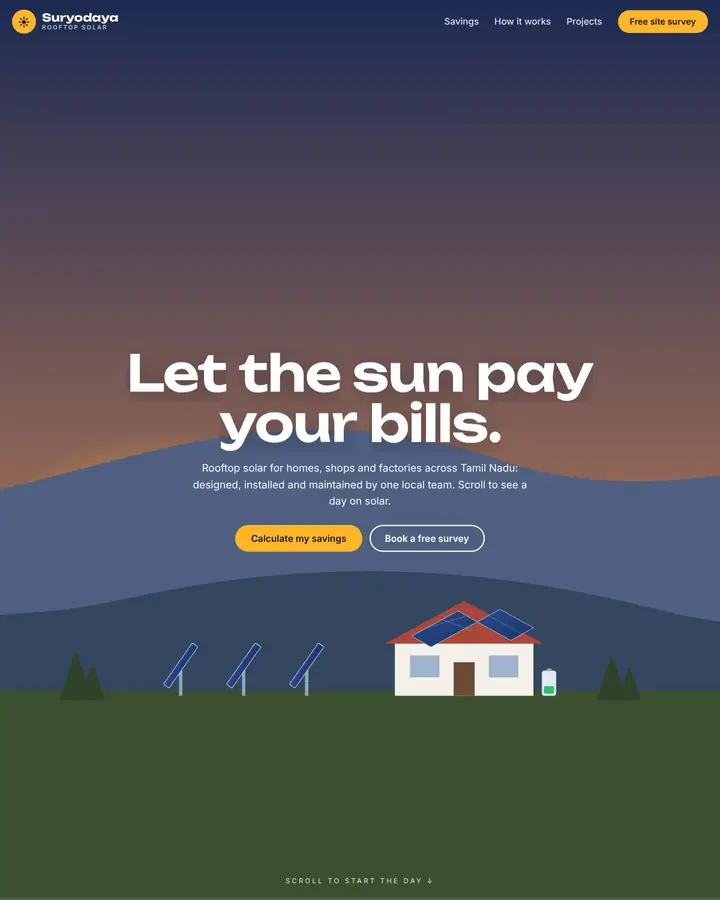 Suryodaya
ROOFTOP SOLAR
Savings
How it works
Projects
Free site survey
Let the sun pay
your bills.
Rooftop solar for homes, shops and factories across Tamil Nadu:
designed, installed and maintained by one local team. Scroll to see a
day on solar.
Calculate my savings
Book a free survey
SCROLL TO START THE DAY ↓